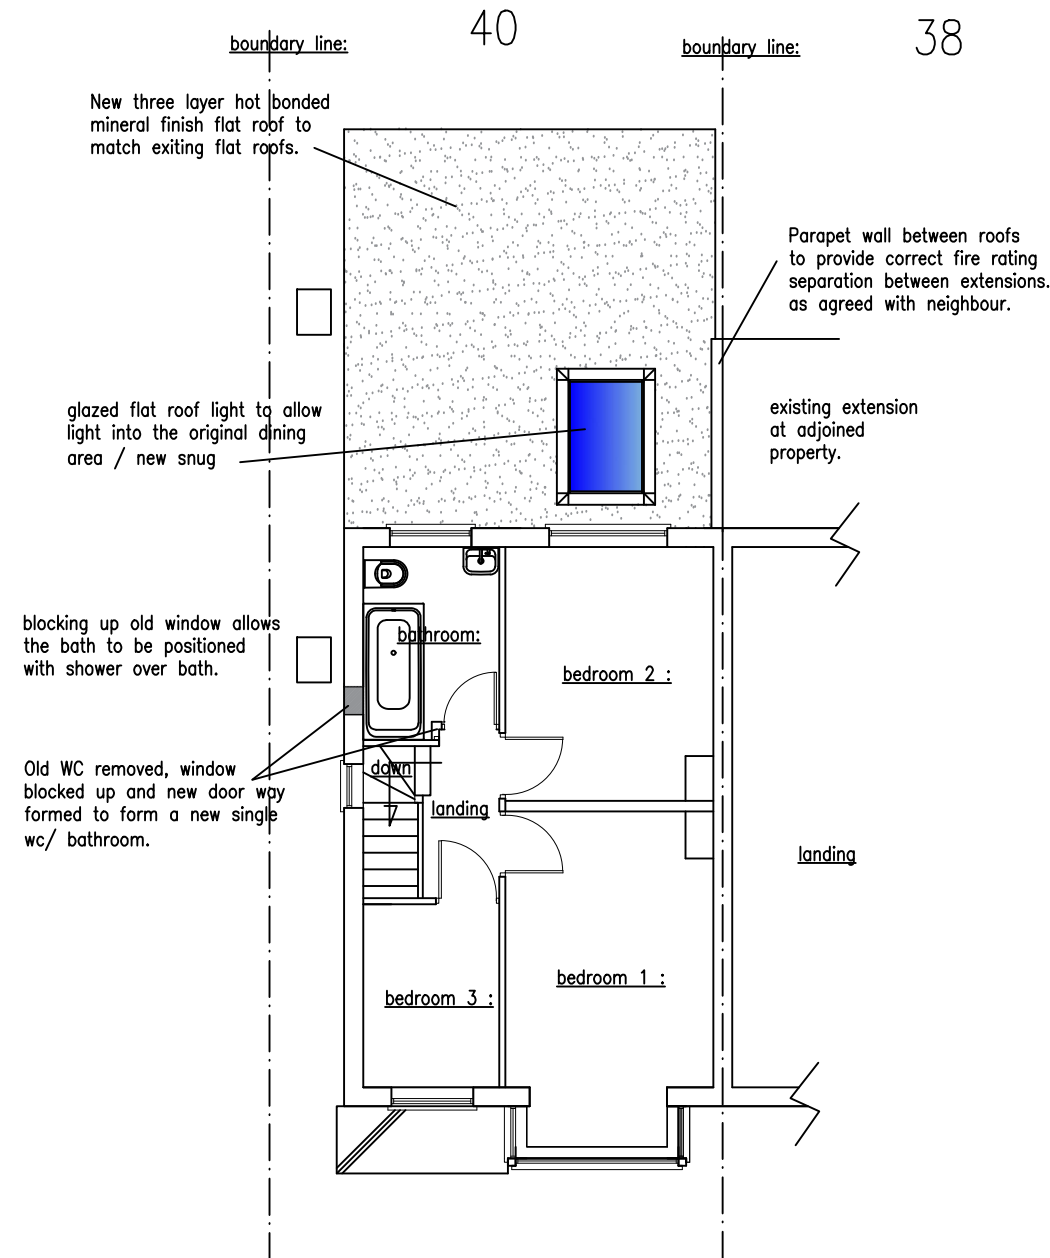 40
38
boundary line:
boundary line:
New three layer hot bonded
mineral finish flat roof to
match exiting flat roofs.
Parapet wall between roofs
to provide correct fire rating
separation between extensions.
as agreed with neighbour.
glazed flat roof light to allow
light into the original dining
area / new snug
existing extension
at adjoined
property.
blocking up old window allows
the bath to be positioned
with shower over bath.
bathroom:
bedroom 2 :
Old WC removed, window
blocked up and new door way
formed to form a new single
wc/ bathroom.
down
landing
landing
bedroom 1 :
bedroom 3 :